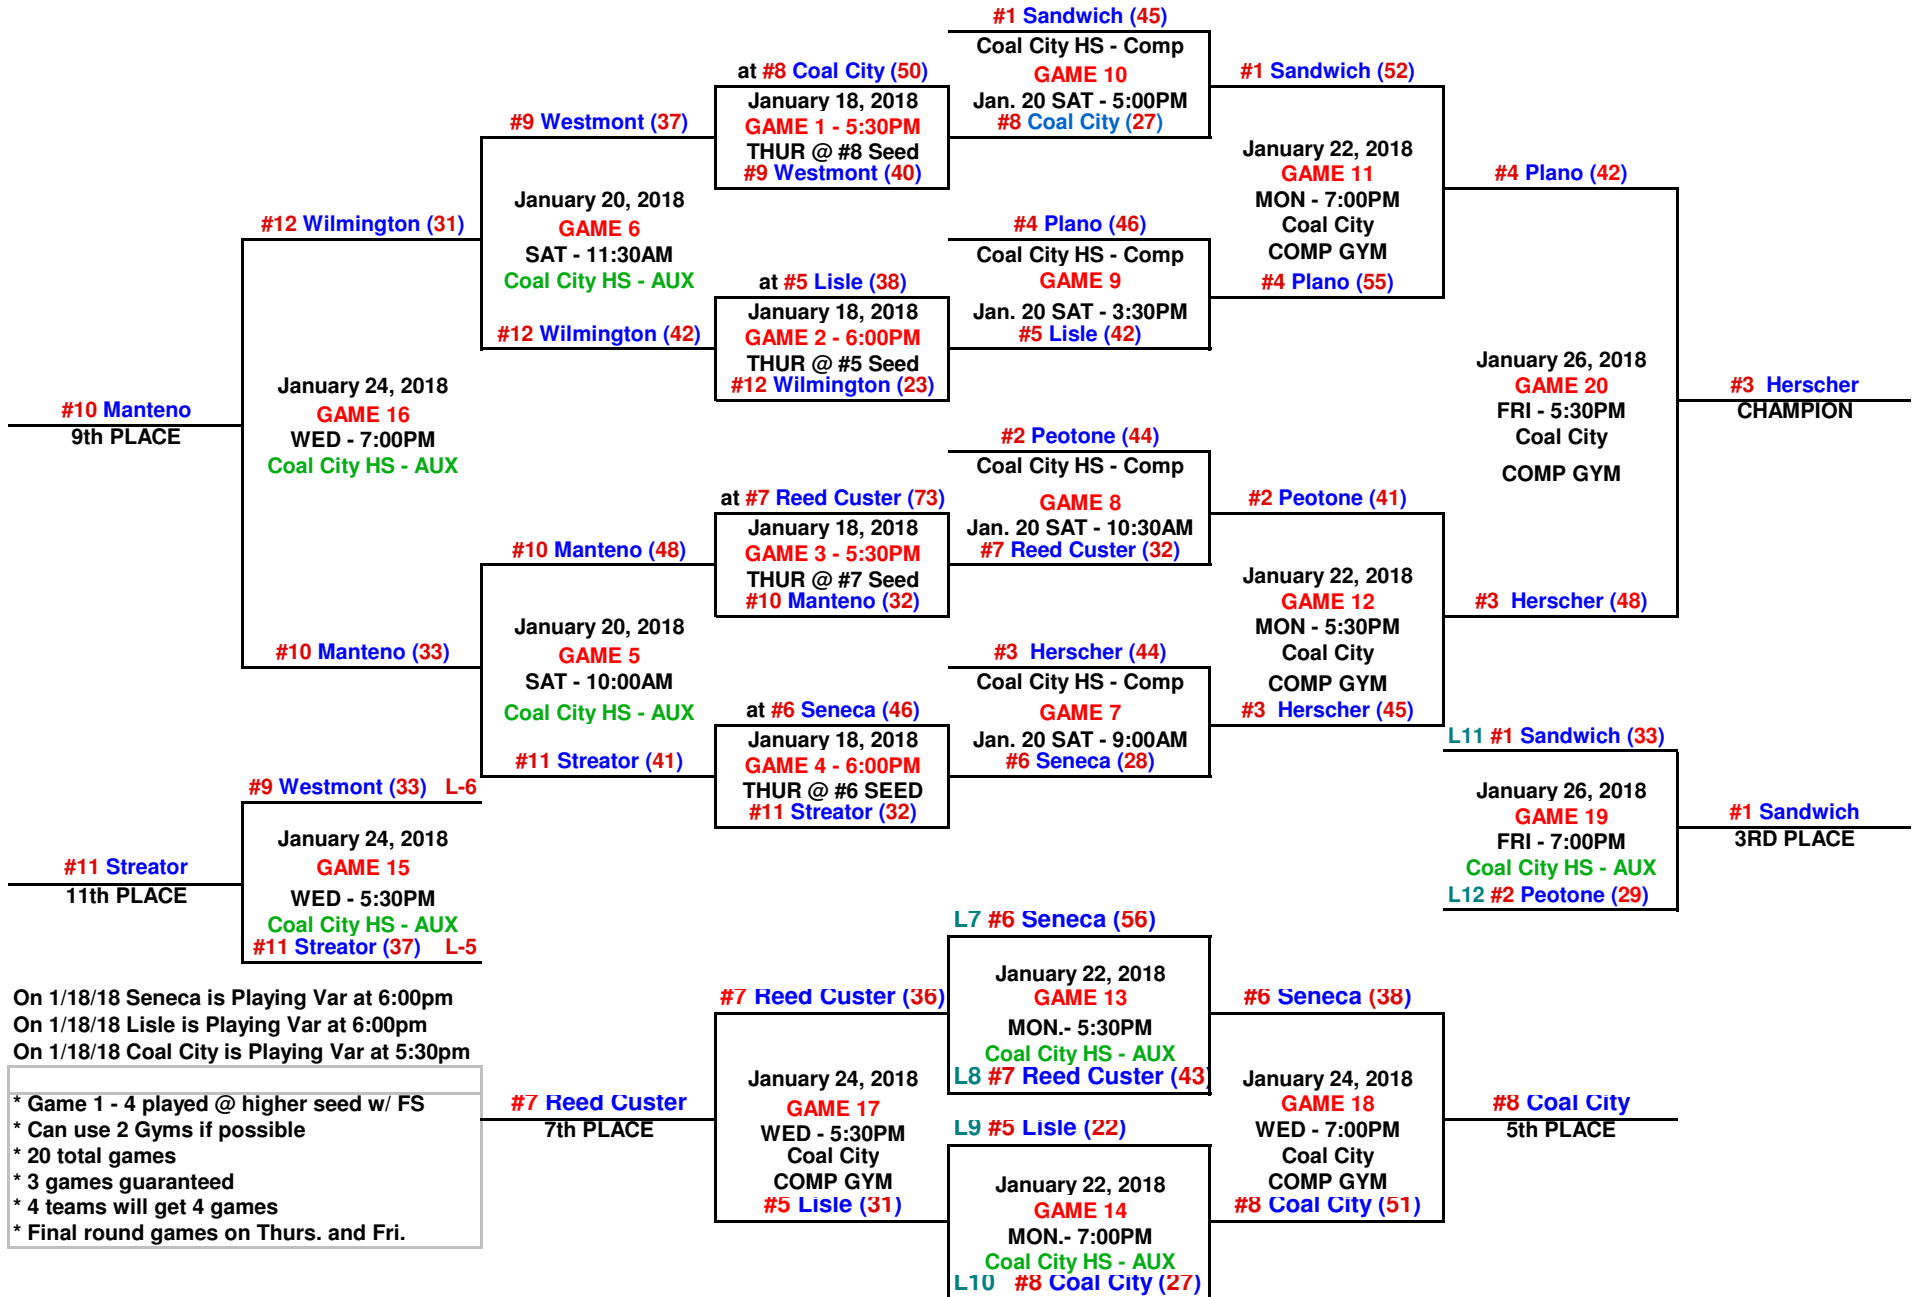 #1 Sandwich (45)
Coal City HS - Comp
GAME 10
Jan. 20 SAT - 5:00PM
#8 Coal City (27)
at #8 Coal City (50)
January 18, 2018
GAME 1 - 5:30PM
THUR @ #8 Seed
#9 Westmont (40)
#1 Sandwich (52)
January 22, 2018
GAME 11
MON - 7:00PM
Coal City
COMP GYM
#4 Plano (55)
#9 Westmont (37)
January 20, 2018
GAME 6
SAT - 11:30AM
Coal City HS - AUX
#12 Wilmington (42)
#4 Plano (46)
Coal City HS - Comp
GAME 9
Jan. 20 SAT - 3:30PM
#5 Lisle (42)
at #5 Lisle (38)
January 18, 2018
GAME 2 - 6:00PM
THUR @ #5 Seed
#12 Wilmington (23)
#4 Plano (42)
January 26, 2018
GAME 20
FRI - 5:30PM
Coal City
COMP GYM
#3 Herscher (48)
#3 Herscher
CHAMPION
#12 Wilmington (31)
January 24, 2018
GAME 16
WED - 7:00PM
Coal City HS - AUX
#10 Manteno (33)
#10 Manteno
9th PLACE
#2 Peotone (44)
Coal City HS - Comp
GAME 8
Jan. 20 SAT - 10:30AM
#7 Reed Custer (32)
at #7 Reed Custer (73)
January 18, 2018
GAME 3 - 5:30PM
THUR @ #7 Seed
#10 Manteno (32)
#2 Peotone (41)
January 22, 2018
GAME 12
MON - 5:30PM
Coal City
COMP GYM
#3 Herscher (45)
#10 Manteno (48)
January 20, 2018
GAME 5
SAT - 10:00AM
Coal City HS - AUX
#11 Streator (41)
#3 Herscher (44)
Coal City HS - Comp
GAME 7
Jan. 20 SAT - 9:00AM
#6 Seneca (28)
at #6 Seneca (46)
January 18, 2018
GAME 4 - 6:00PM
THUR @ #6 SEED
#11 Streator (32)
L11 #1 Sandwich (33)
January 26, 2018
GAME 19
FRI - 7:00PM
Coal City HS - AUX
L12 #2 Peotone (29)
#1 Sandwich
3RD PLACE
#9 Westmont (33) L-6
January 24, 2018
GAME 15
WED - 5:30PM
Coal City HS - AUX
#11 Streator (37) L-5
#11 Streator
11th PLACE
L7 #6 Seneca (56)
January 22, 2018
GAME 13
MON.- 5:30PM
Coal City HS - AUX
L8 #7 Reed Custer (43)
#7 Reed Custer (36)
January 24, 2018
GAME 17
WED - 5:30PM
Coal City
COMP GYM
#5 Lisle (31)
#7 Reed Custer
7th PLACE
#6 Seneca (38)
January 24, 2018
GAME 18
WED - 7:00PM
Coal City
COMP GYM
#8 Coal City (51)
#8 Coal City
5th PLACE
L9 #5 Lisle (22)
January 22, 2018
GAME 14
MON.- 7:00PM
Coal City HS - AUX
L10 #8 Coal City (27)
On 1/18/18 Seneca is Playing Var at 6:00pm
On 1/18/18 Lisle is Playing Var at 6:00pm
On 1/18/18 Coal City is Playing Var at 5:30pm
* Game 1 - 4 played @ higher seed w/ FS
* Can use 2 Gyms if possible
* 20 total games
* 3 games guaranteed
* 4 teams will get 4 games
* Final round games on Thurs. and Fri.